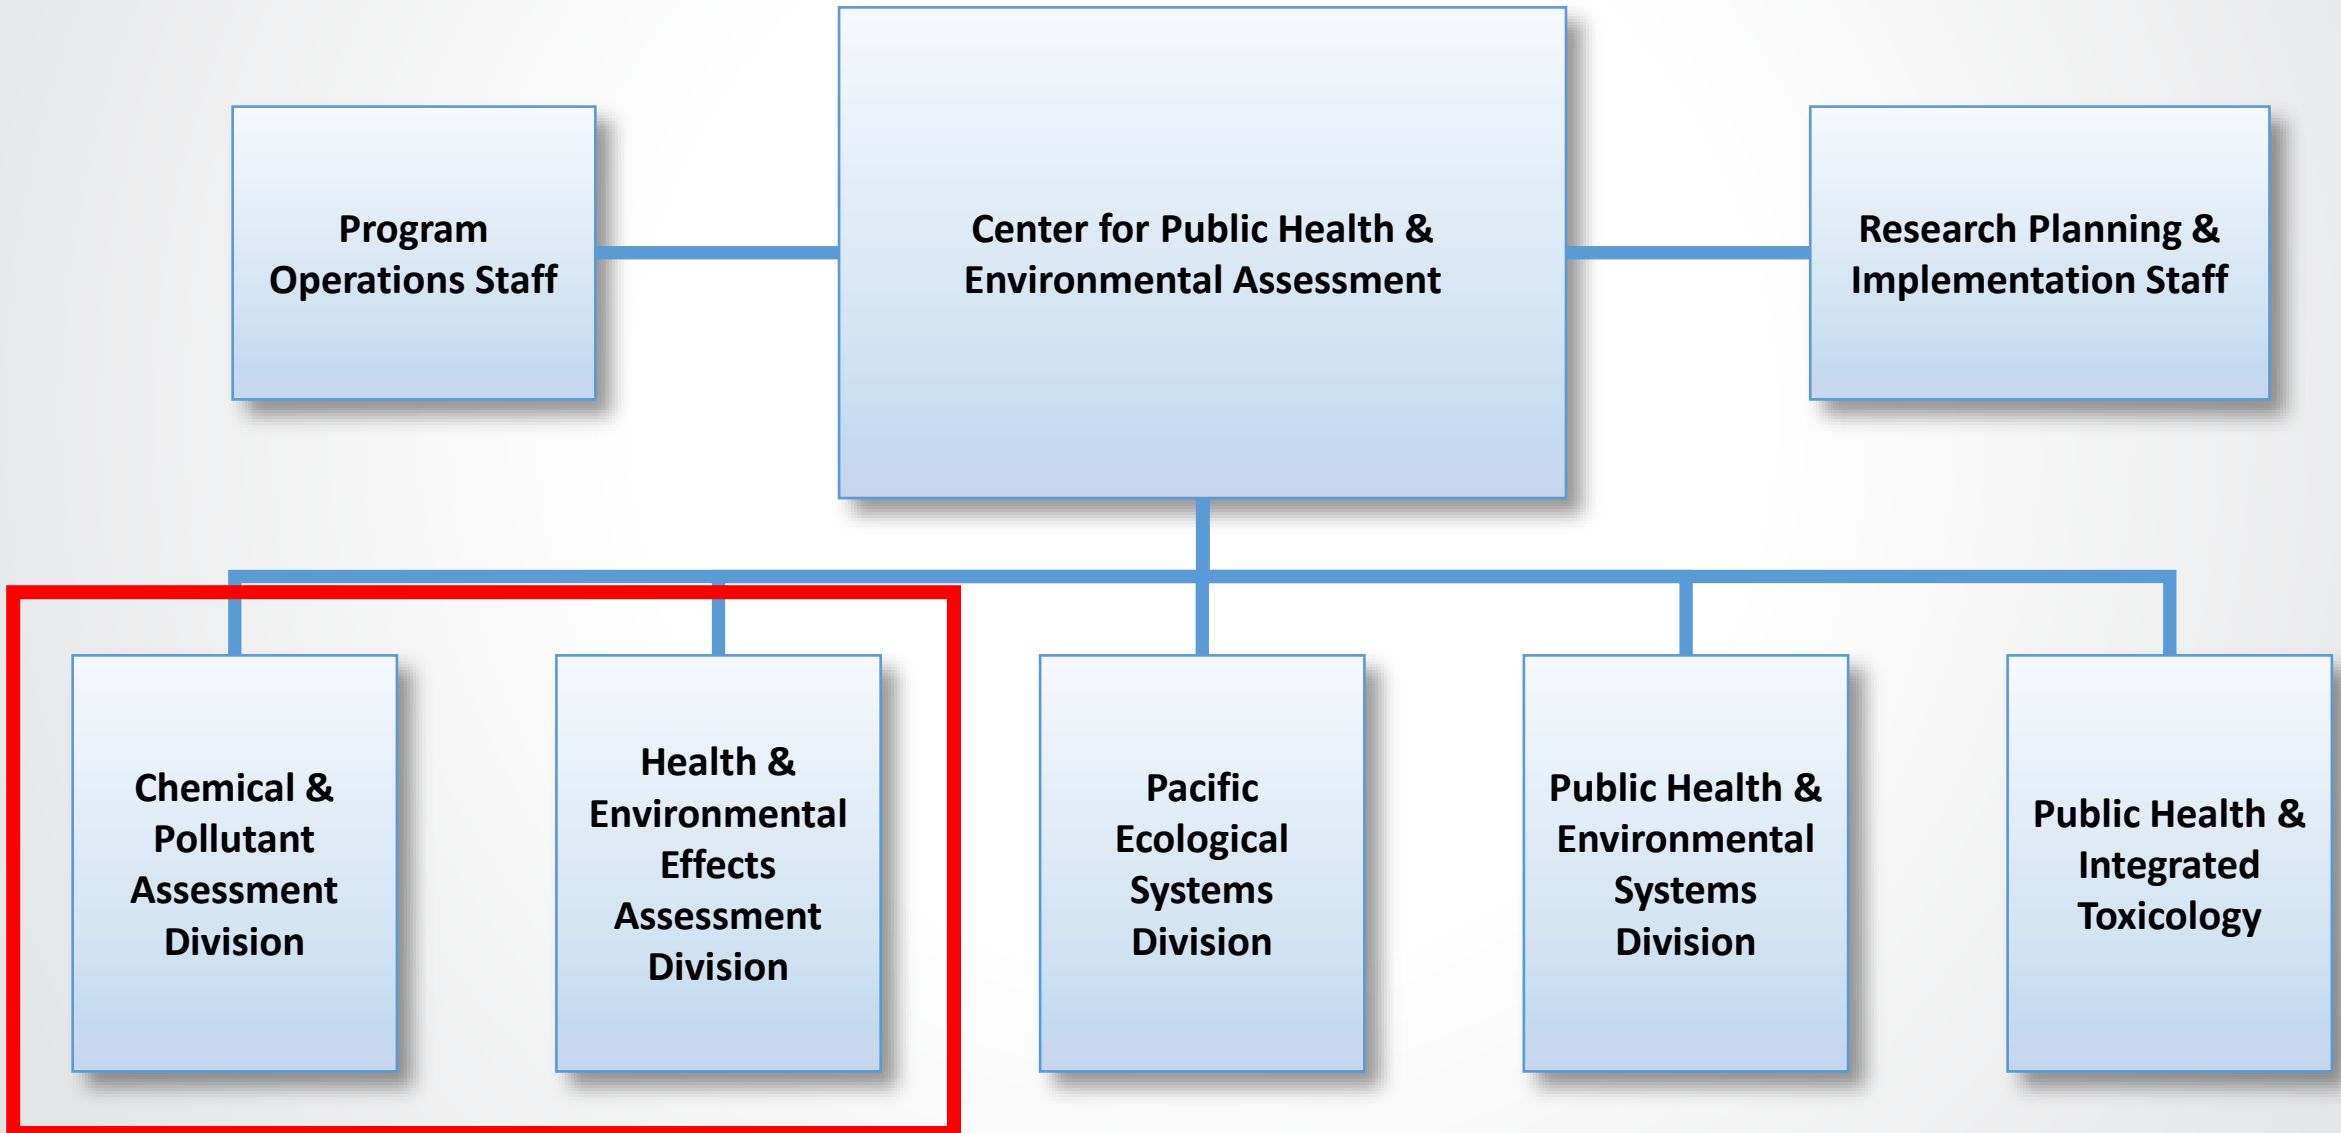 Program
Operations Staff
Center for Public Health &
Environmental Assessment
Research Planning &
Implementation Staff
Chemical &
Pollutant
Assessment
Division
Health &
Environmental
Effects
Assessment
Division
Pacific
Ecological
Systems
Division
Public Health &
Environmental
Systems
Division
Public Health &
Integrated
Toxicology